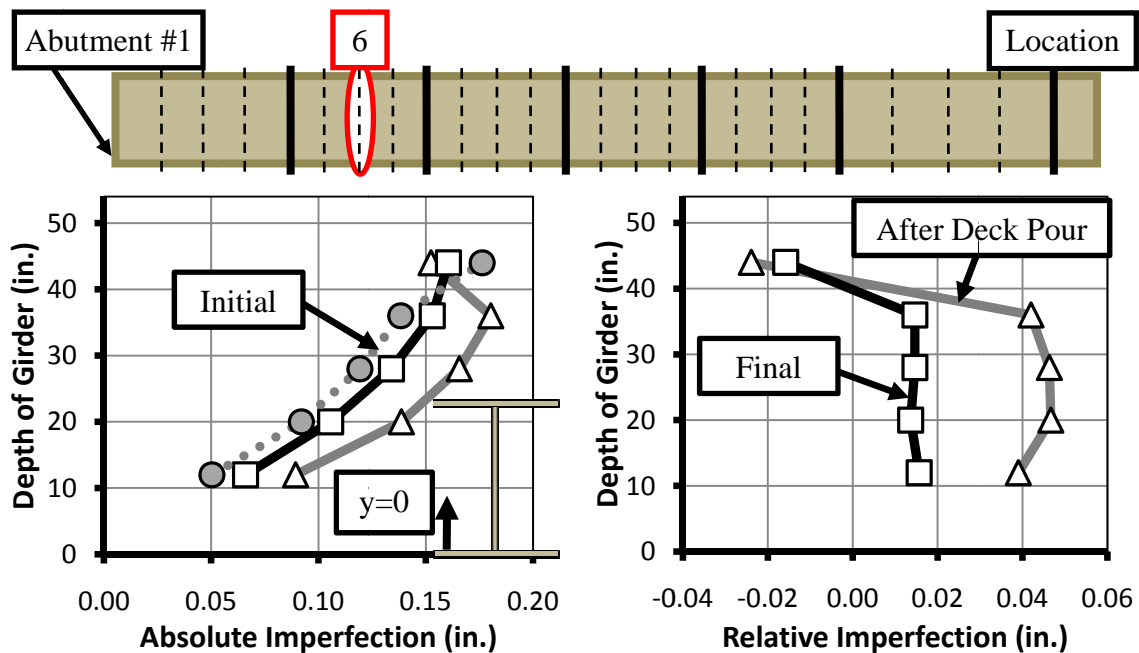 Abutment #1
6
Location
Depth of Girder (in.)
50
40
30
20
10
0
Initial
y=0
0.00 0.05 0.10 0.15 0.20
Absolute Imperfection (in.)
Depth of Girder (in.)
50
40
30
20
10
0
After Deck Pour
Final
-0.04 -0.02 0.00 0.02 0.04 0.06
Relative Imperfection (in.)